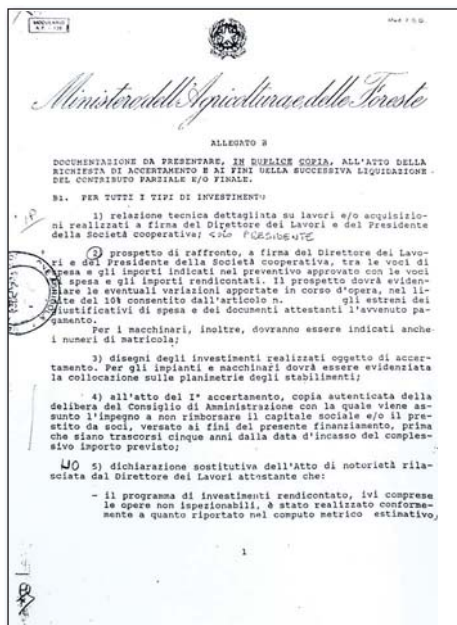 MODULARIO
Ministero dell'Agricoltura e delle Foreste
ALLEGATO B
DOCUMENTAZIONE DA PRESENTARE, IN DUPLICE COPIA, ALL'ATTO DELLA
RICHIESTA DI ACCERTAMENTO E AI FINI DELLA SUCCESSIVA LIQUIDAZIONE
DEL CONTRIBUTO PARZIALE E/O FINALE.
B1. PER TUTTI I TIPI DI INVESTIMENTO
1) relazione tecnica dettagliata su lavori e/o acquisizio-
ni realizzati a firma del Direttore dei Lavori e del Presidente
della Società cooperativa; SOLO PRESIDENTE
2) prospetto di raffronto, a firma del Direttore dei Lavo-
ri e del Presidente della Società cooperativa, tra le voci di
spesa e gli importi indicati nel preventivo approvato con le voci
di spesa e gli importi rendicontati. Il prospetto dovrà eviden-
ziare le eventuali variazioni apportate in corso d'opera, nel li-
mite del 10% consentito dall'articolo n. gli estremi dei
giustificativi di spesa e dei documenti attestanti l'avvenuto pa-
gamento.
Per i macchinari, inoltre, dovranno essere indicati anche
i numeri di matricola;
3) disegni degli investimenti realizzati oggetto di accer-
tamento. Per gli impianti e macchinari dovrà essere evidenziata
la collocazione sulle planimetrie degli stabilimenti;
4) all'atto del I° accertamento, copia autenticata della
delibera del Consiglio di Amministrazione con la quale viene as-
sunto l'impegno a non rimborsare il capitale sociale e/o il pre-
stito da soci, versato ai fini del presente finanziamento, prima
che siano trascorsi cinque anni dalla data d'incasso del comples-
sivo importo previsto;
NO 5) dichiarazione sostitutiva dell'Atto di notorietà rila-
sciata dal Direttore dei Lavori attestante che:
- il programma di investimenti rendicontato, ivi comprese
le opere non ispezionabili, è stato realizzato conforme-
mente a quanto riportato nel computo metrico estimativo,
1